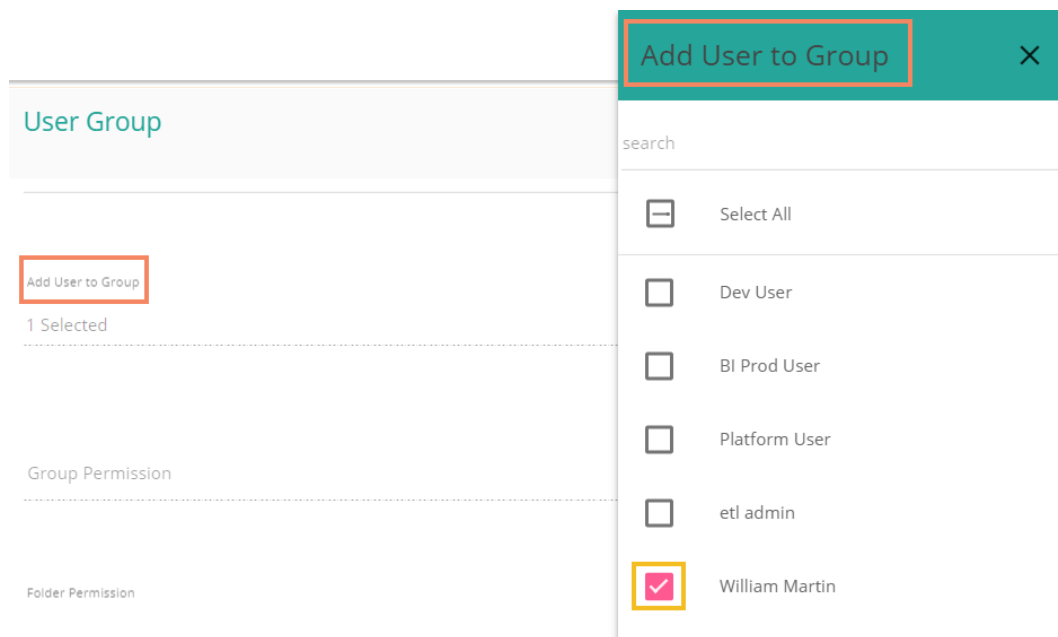 User Group
Add User to Group
1 Selected
Group Permission
Folder Permission
Add User to Group
search
Select All
Dev User
BI Prod User
Platform User
etl admin
William Martin